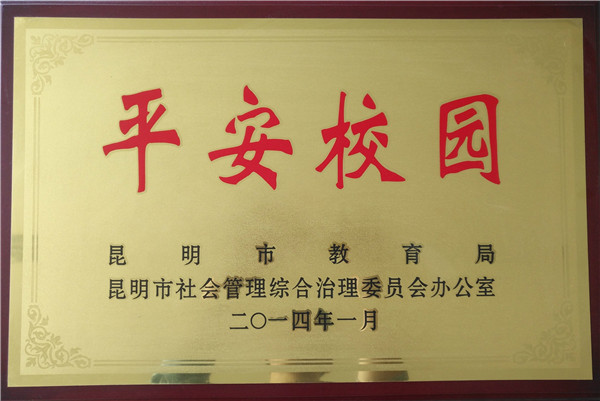 平安校园
昆明市教育局
昆明市社会管理综合治理委员会办公室
二〇一四年一月